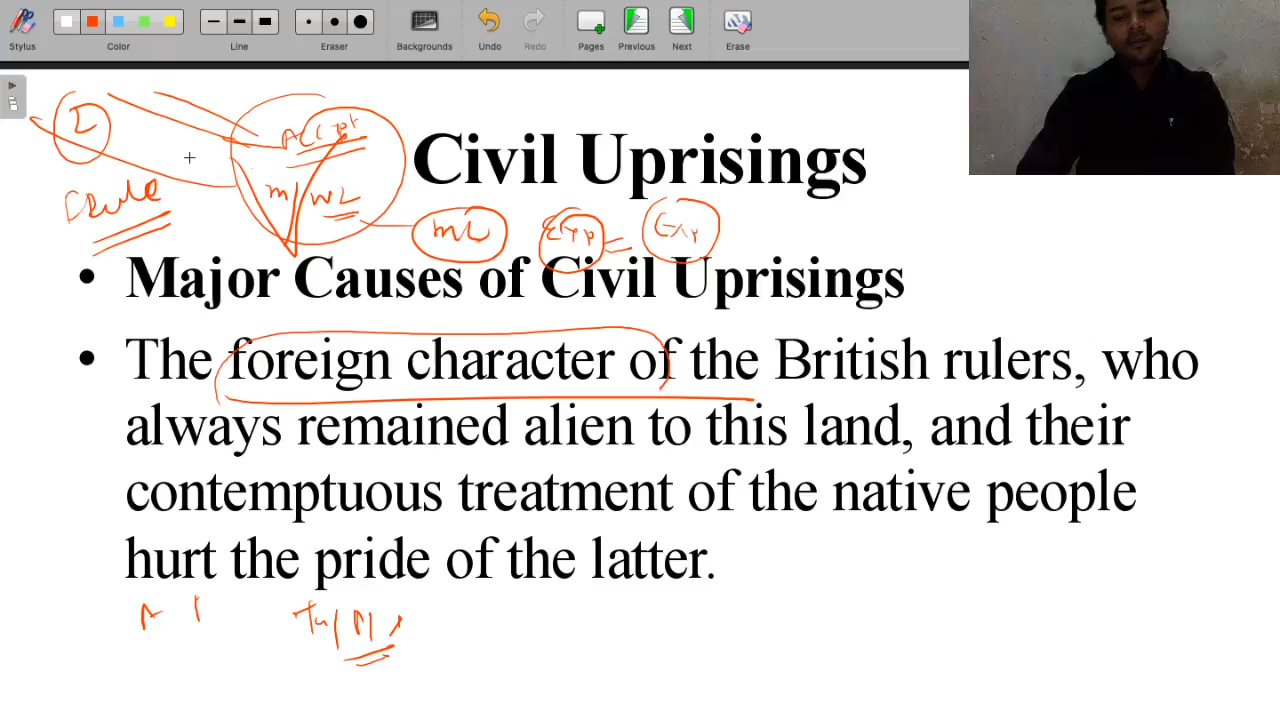 Stylus Color Line Eraser Backgrounds Undo Redo Pages Previous Next Erase
Civil Uprisings
mL
• Major Causes of Civil Uprisings
• The foreign character of the British rulers, who
always remained alien to this land, and their
contemptuous treatment of the native people
hurt the pride of the latter.